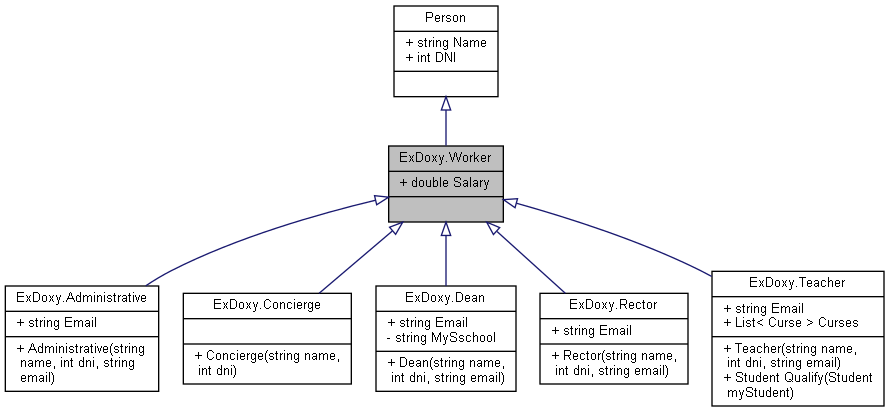 Person
+ string Name
+ int DNI
ExDoxy.Worker
+ double Salary
ExDoxy.Administrative
+ string Email
+ Administrative(string
name, int dni, string
email)
ExDoxy.Concierge
+ Concierge(string name,
int dni)
ExDoxy.Dean
+ string Email
- string MySschool
+ Dean(string name,
int dni, string email)
ExDoxy.Rector
+ string Email
+ Rector(string name,
int dni, string email)
ExDoxy.Teacher
+ string Email
+ List< Curse > Curses
+ Teacher(string name,
int dni, string email)
+ Student Qualify(Student
myStudent)